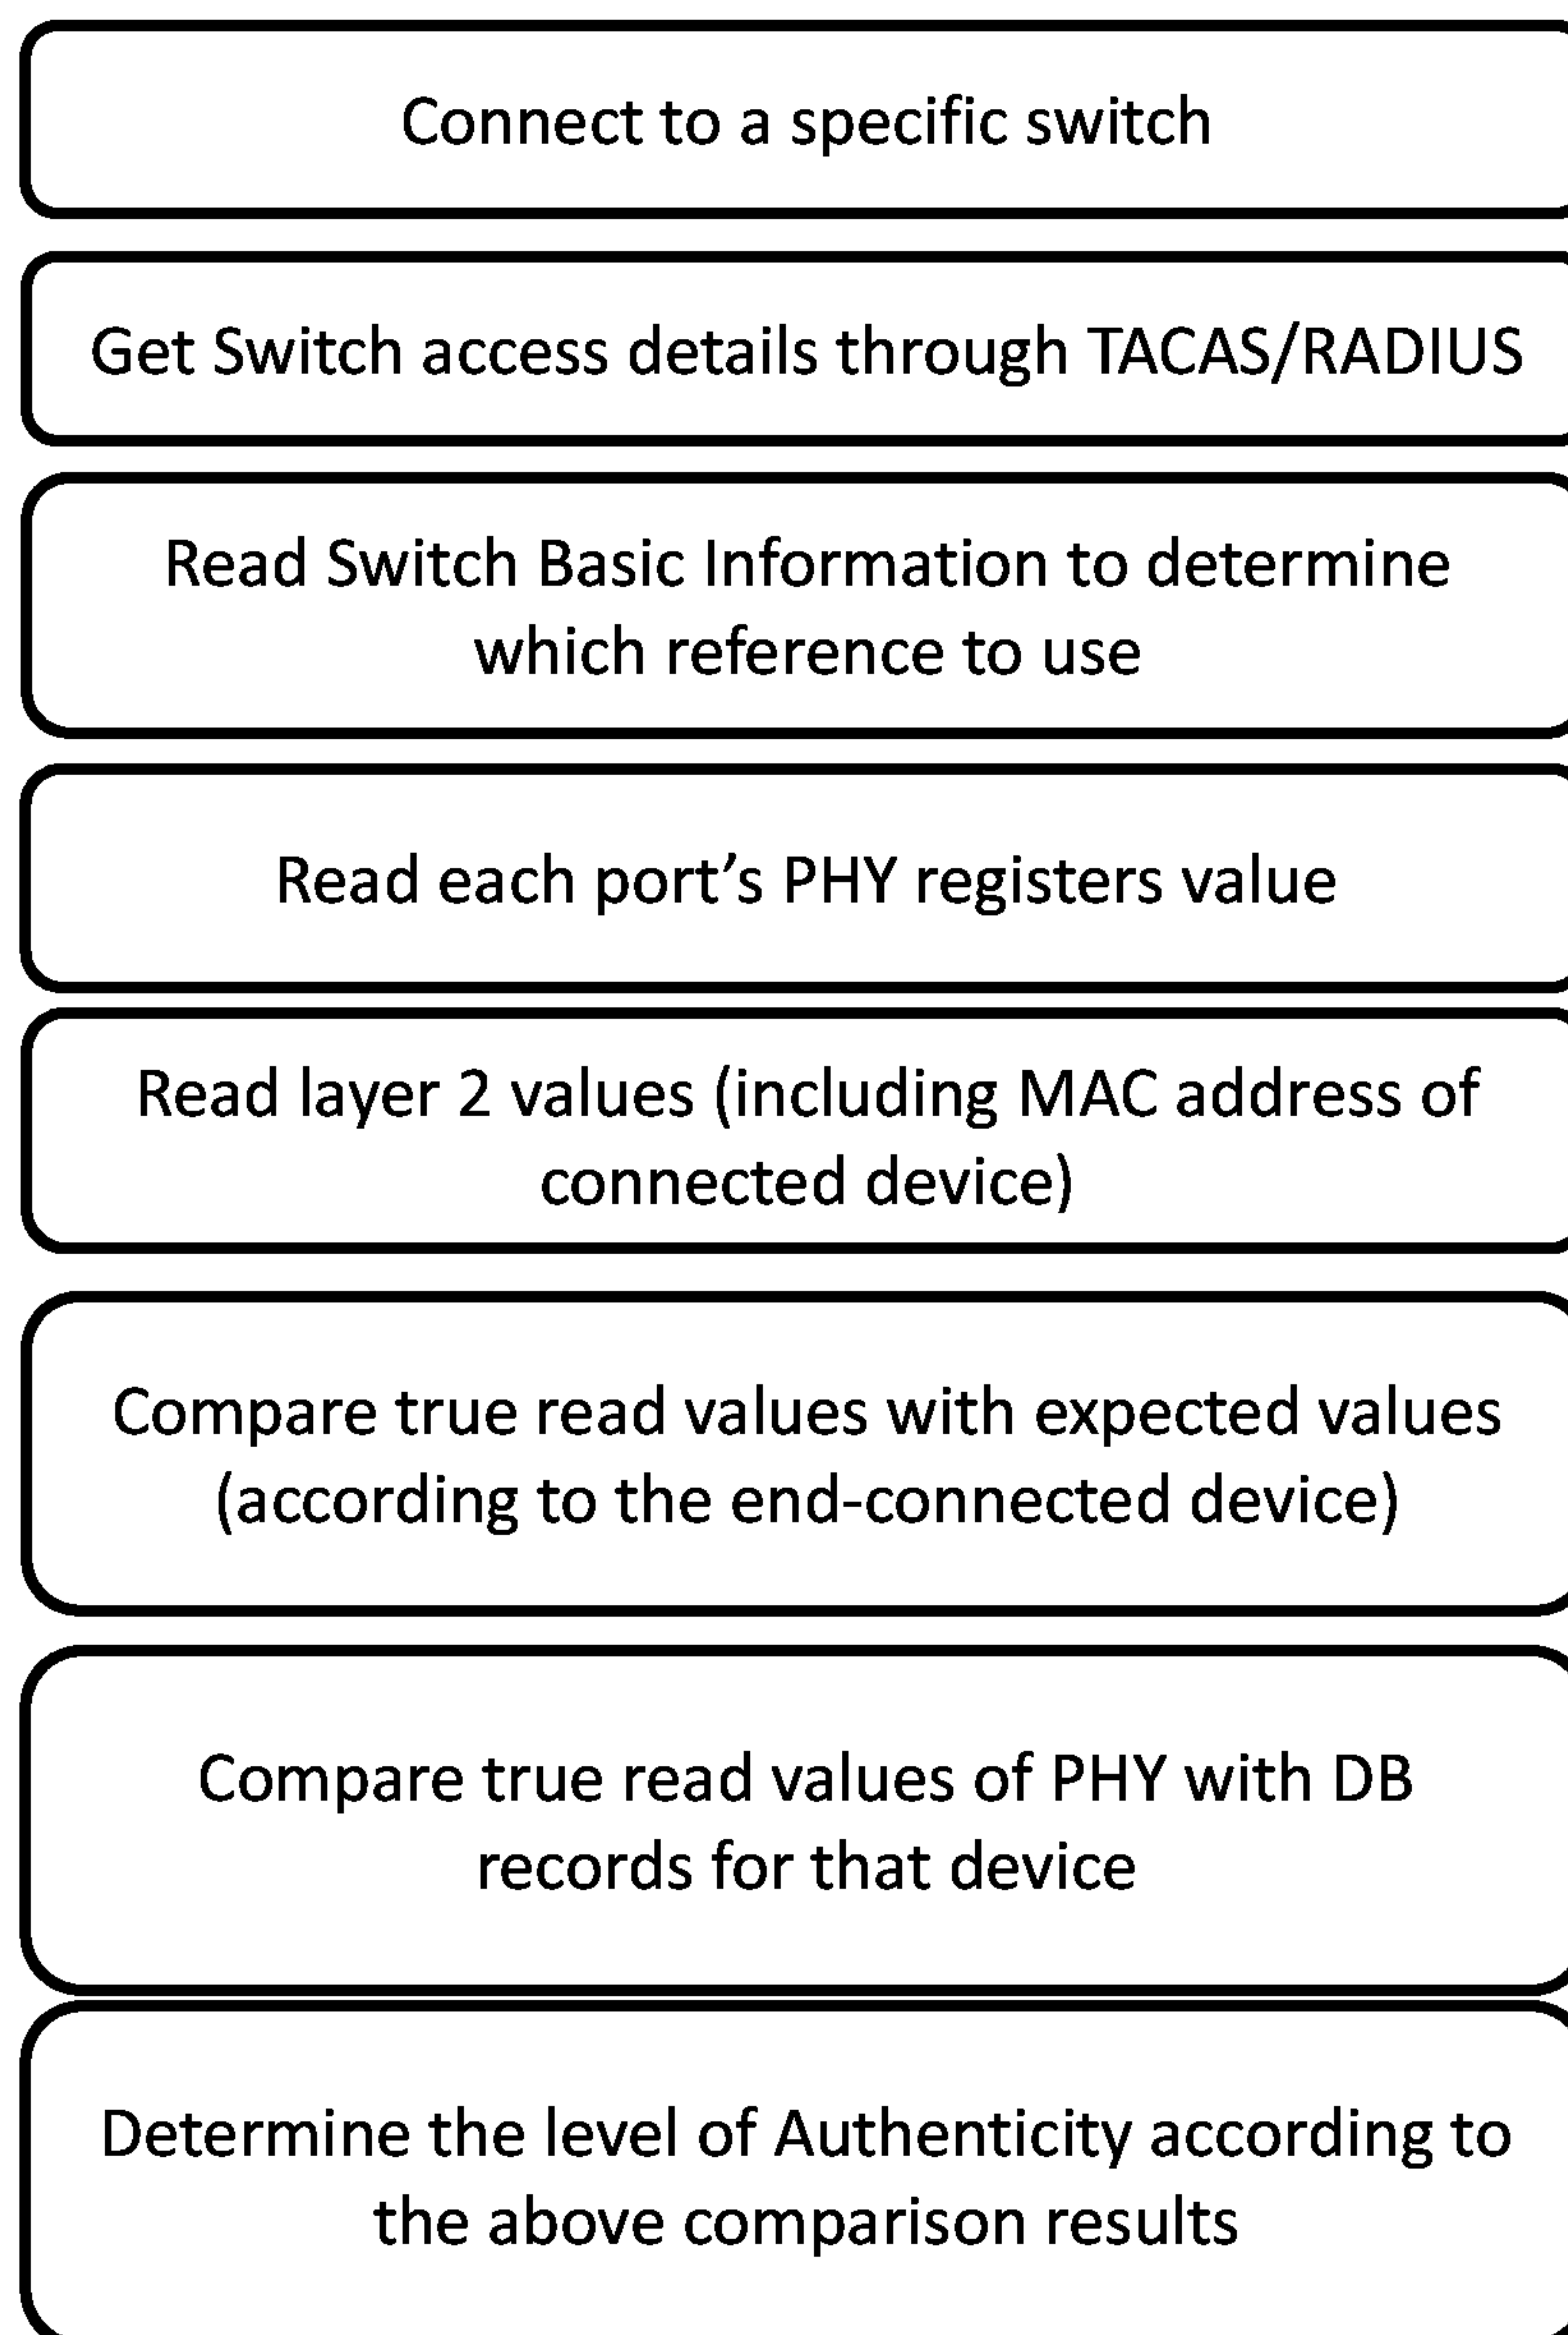 Connect to a specific switch
Get Switch access details through TACAS/RADIUS
Read Switch Basic Information to determine
which reference to use
Read each port’s PHY registers value
Read layer 2 values (including MAC address of
connected device)
Compare true read values with expected values
(according to the end-connected device)
Compare true read values of PHY with DB
records for that device
Determine the level of Authenticity according to
the above comparison results